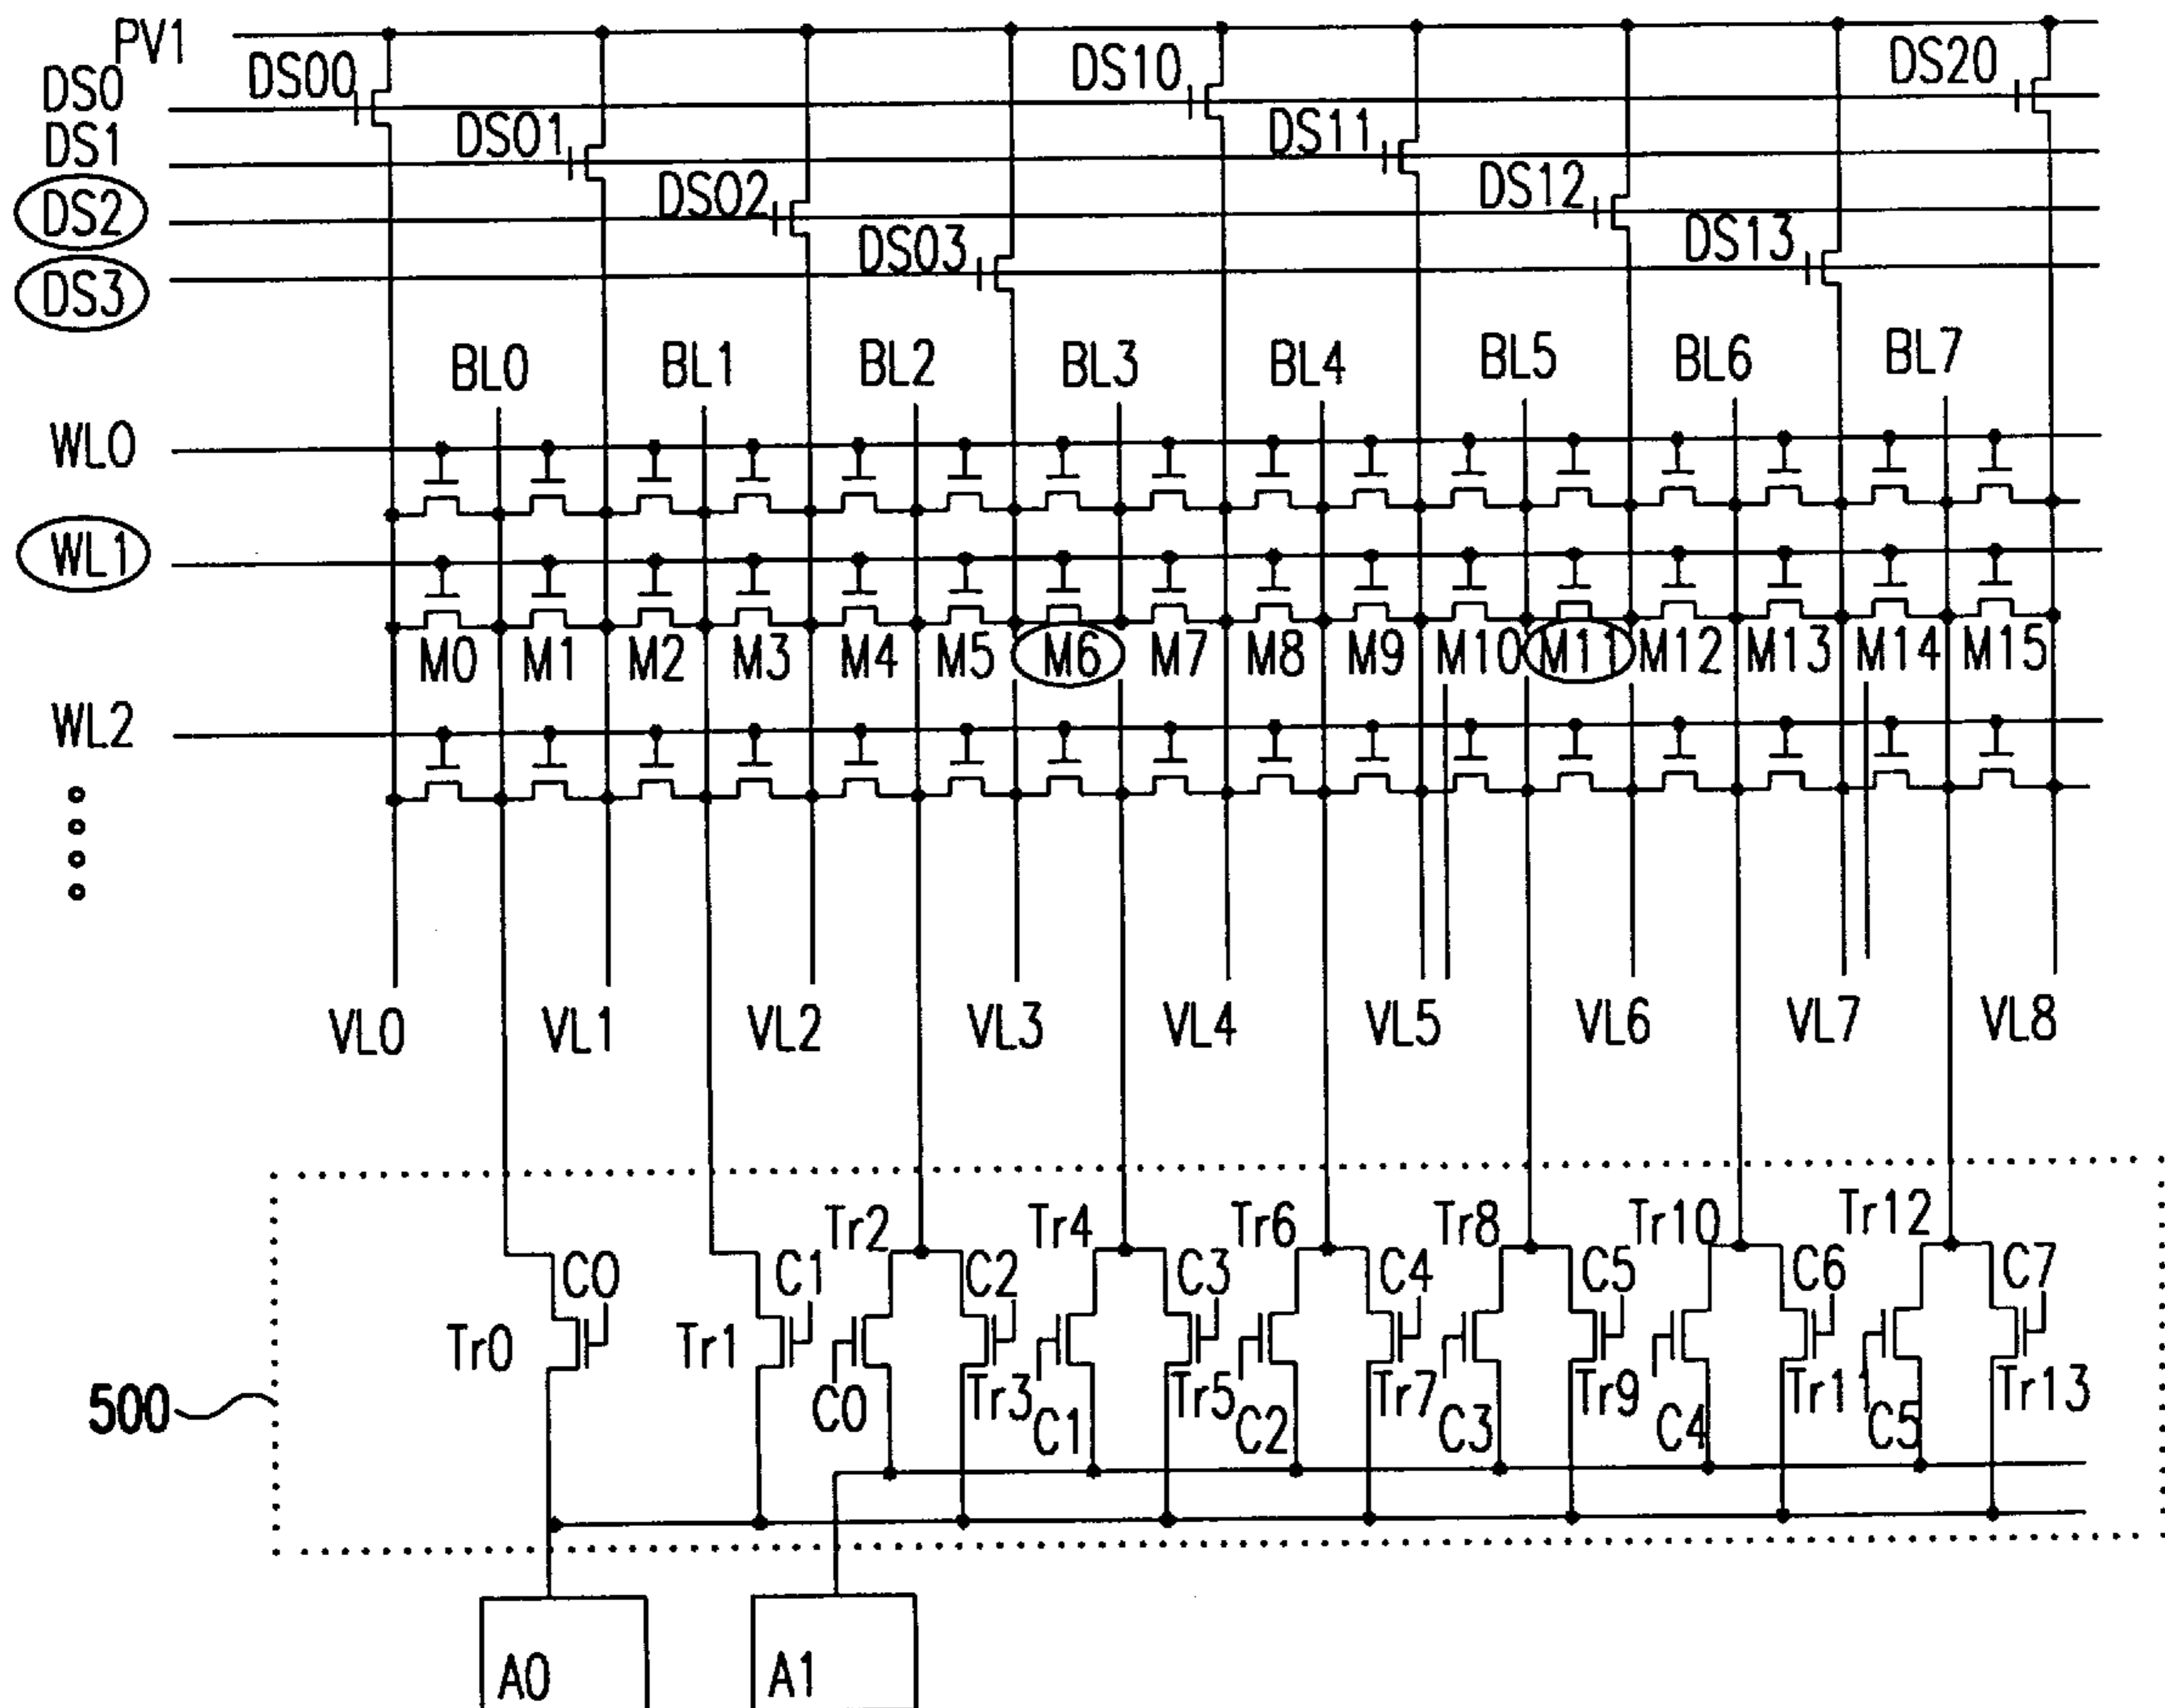 PV1
DS0 DS00 DS10 DS20
DS1 DS01 DS11
DS2 DS02 DS12
DS3 DS03 DS13
BL0 BL1 BL2 BL3 BL4 BL5 BL6 BL7
WL0
WL1
M0 M1 M2 M3 M4 M5 M6 M7 M8 M9 M10 M11 M12 M13 M14 M15
WL2
VL0 VL1 VL2 VL3 VL4 VL5 VL6 VL7 VL8
Tr2 Tr4 Tr6 Tr8 Tr10 Tr12
C0 C1 C2 C3 C4 C5 C6 C7
Tr0 Tr1 Tr3 Tr5 Tr7 Tr9 Tr11 Tr13
500 C0 C1 C2 C3 C4 C5
A0 A1